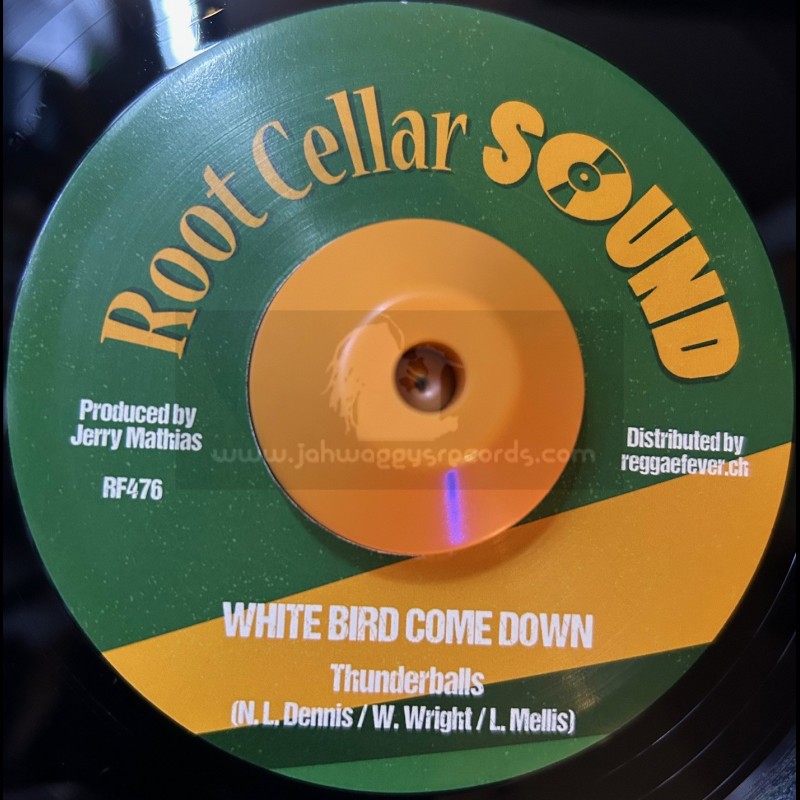 Root Cellar SOUND
Produced by
Jerry Mathias
RF476
Distributed by
reggaefever.ch
www.jahwaggysrecords.com
WHITE BIRD COME DOWN
Thunderballs
(N. L. Dennis / W. Wright / L. Mellis)